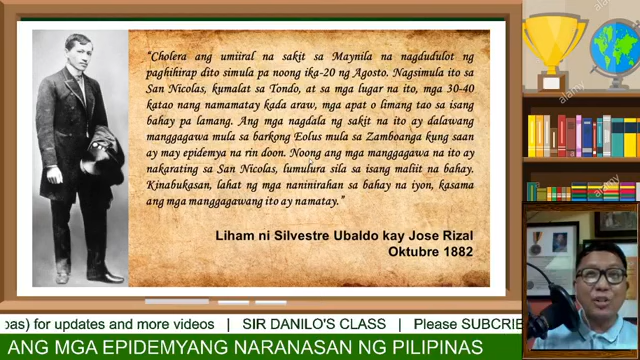 “Cholera ang umiiral na sakit sa Maynila na nagdudulot ng
paghihirap dito simula pa noong ika-20 ng Agosto. Nagsimula ito sa
San Nicolas, kumalat sa Tondo, at sa mga lugar na ito, mga 30-40
katao nang namamatay kada araw, mga apat o limang tao sa isang
bahay pa lamang. Ang mga nagdala ng sakit na ito ay dalawang
manggagawa mula sa barkong Eolus mula sa Zamboanga kung saan
ay may epidemya na rin doon. Noong ang mga manggagawa na ito ay
nakarating sa San Nicolas, lumulura sila sa isang maliit na bahay.
Kinabukasan, lahat ng mga naninirahan sa bahay na iyon, kasama
ang mga manggagawang ito ay namatay.”
Liham ni Silvestre Ubaldo kay Jose Rizal
Oktubre 1882
alamy
alamy
alamy
pas) for updates and more videos | SIR DANILO'S CLASS | Please SUBCRIE
ANG MGA EPIDEMYANG NARANASAN NG PILIPINAS